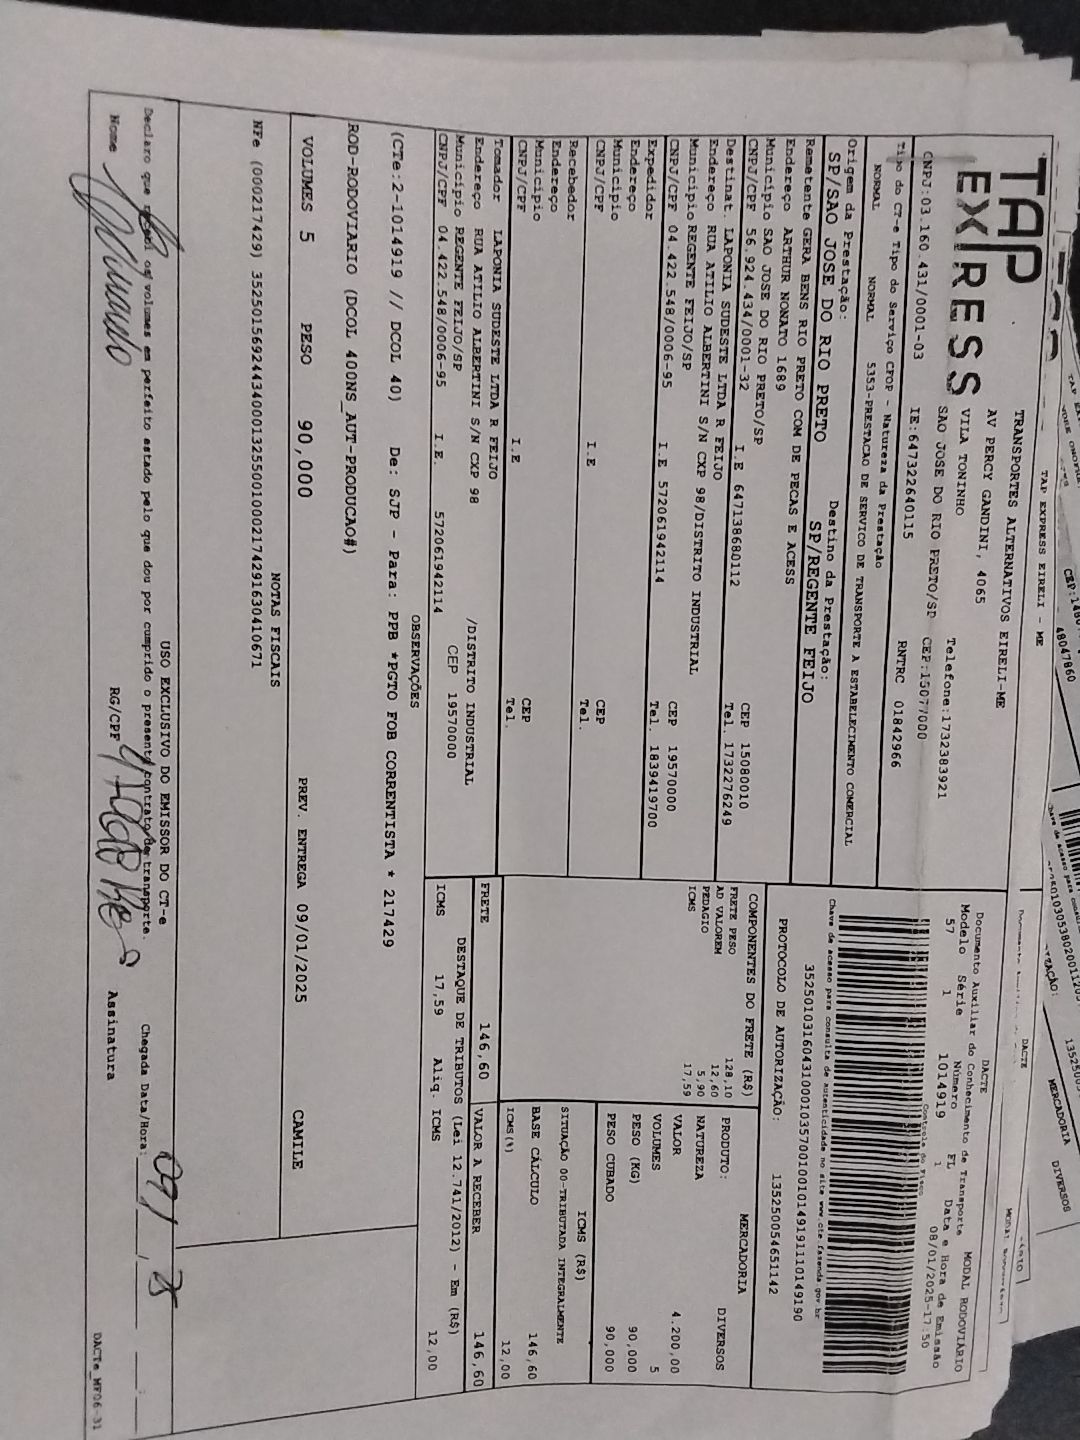 TAP
EXPRESS
TRANSPORTES ALTERNATIVOS EIRELI-ME
AV PERCY GANDINI, 4065
VILA TONINHO
Telefone:1732383921
SAO JOSE DO RIO PRETO/SP CEP:15077000
CNPJ:03.160.431/0001-03 IE:647322640115 RNTRC 01842966
DACTE
Documento Auxiliar do Conhecimento de Transporte MODAL RODOVIÁRIO
Modelo Série Número FL Data e Hora de Emissão
57 1 1014919 1 08/01/2025-17:50
Controle do Fisco
Chave de acesso para consulta de autenticidade no site www.cte.fazenda.gov.br
PROTOCOLO DE AUTORIZAÇÃO: 135250054651142
Tipo do CT-e Tipo do Serviço CFOP - Natureza da Prestação
NORMAL NORMAL 5353-PRESTACAO DE SERVICO DE TRANSPORTE A ESTABELECIMENTO COMERCIAL
Origem da Prestação: Destino da Prestação:
SP/SAO JOSE DO RIO PRETO SP/REGENTE FEIJO
Remetente GERA BENS RIO PRETO COM DE PECAS E ACESS
Endereço ARTHUR NONATO 1689
Município SAO JOSE DO RIO PRETO/SP CEP 15080010
CNPJ/CPF 56.924.434/0001-32 I.E 647138680112 Tel. 1732276249
Destinat. LAPONIA SUDESTE LTDA R FEIJO
Endereço RUA ATILIO ALBERTINI S/N CXP 98/DISTRITO INDUSTRIAL
Município REGENTE FEIJO/SP CEP 19570000
CNPJ/CPF 04.422.548/0006-95 I.E 572061942114 Tel. 1839419700
Expedidor
Endereço
Município CEP
CNPJ/CPF I.E Tel.
Recebedor
Endereço
Município CEP
CNPJ/CPF I.E Tel.
Tomador LAPONIA SUDESTE LTDA R FEIJO
Endereço RUA ATILIO ALBERTINI S/N CXP 98 /DISTRITO INDUSTRIAL
Município REGENTE FEIJO/SP CEP 19570000
CNPJ/CPF 04.422.548/0006-95 I.E. 572061942114
COMPONENTES DO FRETE (R$)
FRETE PESO 128,10
AD VALOREM 12,60
PEDAGIO 5,90
ICMS 17,59
MERCADORIA
PRODUTO: DIVERSOS
NATUREZA
VALOR 4.200,00
VOLUMES 5
PESO (KG) 90,000
PESO CUBADO 90,000
ICMS (R$)
SITUAÇÃO 00-TRIBUTADA INTEGRALMENTE
BASE CÁLCULO 146,60
ICMS(%) 12,00
FRETE 146,60 VALOR A RECEBER 146,60
DESTAQUE DE TRIBUTOS (Lei 12.741/2012) - Em (R$)
ICMS 17,59 Aliq. ICMS 12,00
OBSERVAÇÕES
(CTe:2-1014919 // DCOL 40) De: SJP - Para: PPB *PGTO FOB CORRENTISTA * 217429
ROD-RODOVIARIO (DCOL 400NS_AUT-PRODUCAO#)
VOLUMES 5 PESO 90,000 PREV. ENTREGA 09/01/2025 CAMILE
NOTAS FISCAIS
NFe (000217429) 35250156924434000132550010002174291630410671
USO EXCLUSIVO DO EMISSOR DO CT-e
Declaro que recebi os volumes em perfeito estado pelo que dou por cumprido o presente contrato de transporte. Chegada Data/Hora:
Nome RG/CPF Assinatura
DACTe_MF06-31